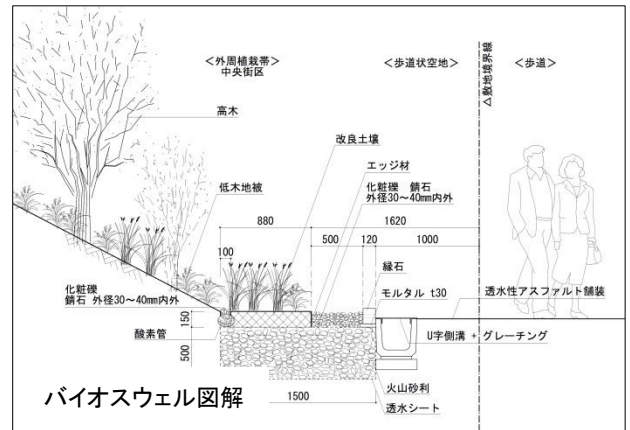 ＜外周植栽帯＞
中央街区
＜歩道状空地＞
△敷地境界線
＜歩道＞
高木
改良土壌
エッジ材
低木地被
化粧礫　錆石
外径30～40mm内外
880
1620
100
500
120
1000
縁石
化粧礫
錆石 外径30～40mm内外
モルタル t30
透水性アスファルト舗装
150
酸素管
U字側溝 + グレーチング
500
火山砂利
バイオスウェル図解
1500
透水シート